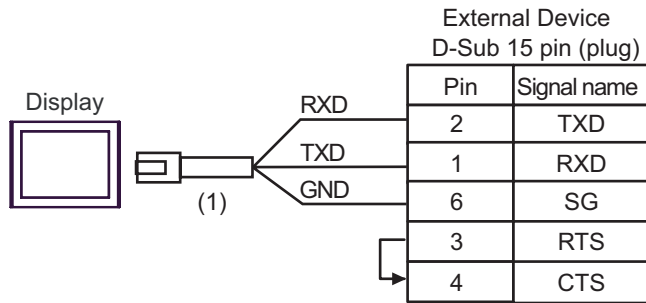 External Device
D-Sub 15 pin (plug)
Display
(1)
RXD
TXD
GND
Pin Signal name
2 TXD
1 RXD
6 SG
3 RTS
4 CTS